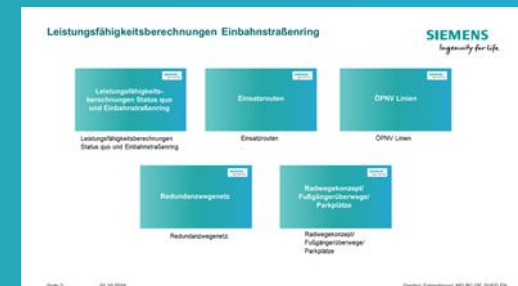 Leistungsfähigkeitsberechnungen Einbahnstraßenring
SIEMENS
Ingenuity for life
Leistungsfähigkeits-
berechnungen Status quo
und Einbahnstraßenring
Einsatzrouten
ÖPNV Linien
Leistungsfähigkeitsberechnungen
Status quo und Einbahnstraßenring
Einsatzrouten
ÖPNV Linien
Redundanzwegenetz
Radwegekonzept/
Fußgängerüberwege/
Parkplätze
Redundanzwegenetz
Radwegekonzept/
Fußgängerüberwege/
Parkplätze